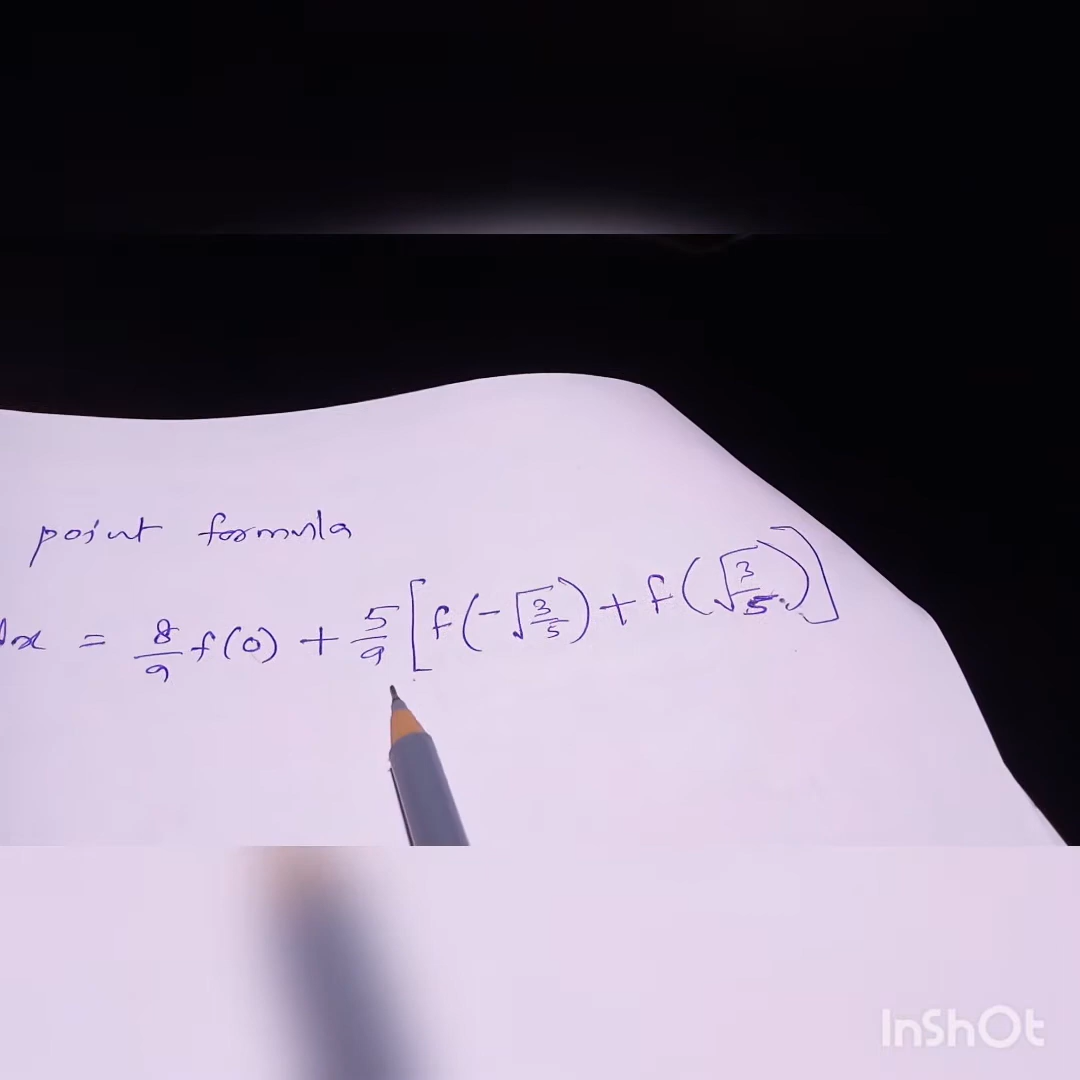 point formula
dx = 8/9 f(0) + 5/9 [f(-√3/5) + f(√3/5)]
InShOt